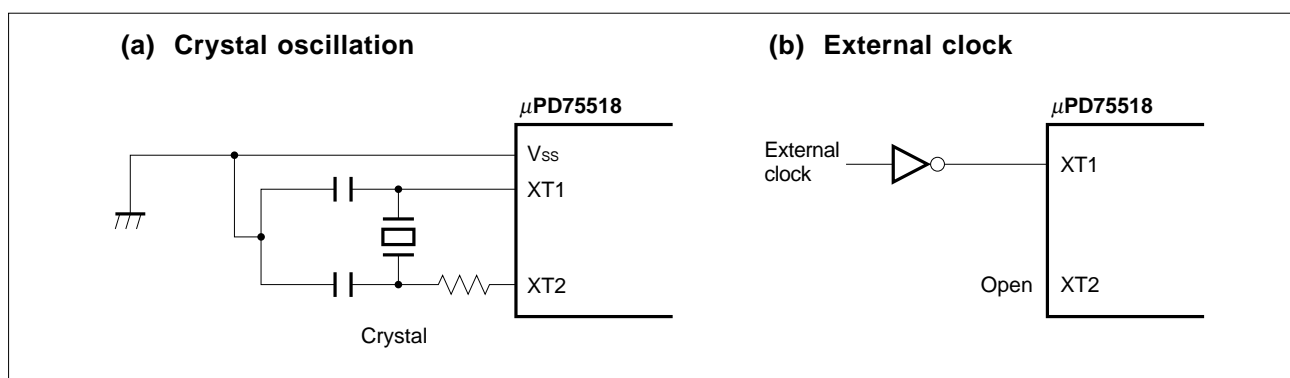 (a) Crystal oscillation
μPD75518
VSS
XT1
XT2
Crystal
(b) External clock
μPD75518
External
clock
XT1
Open
XT2